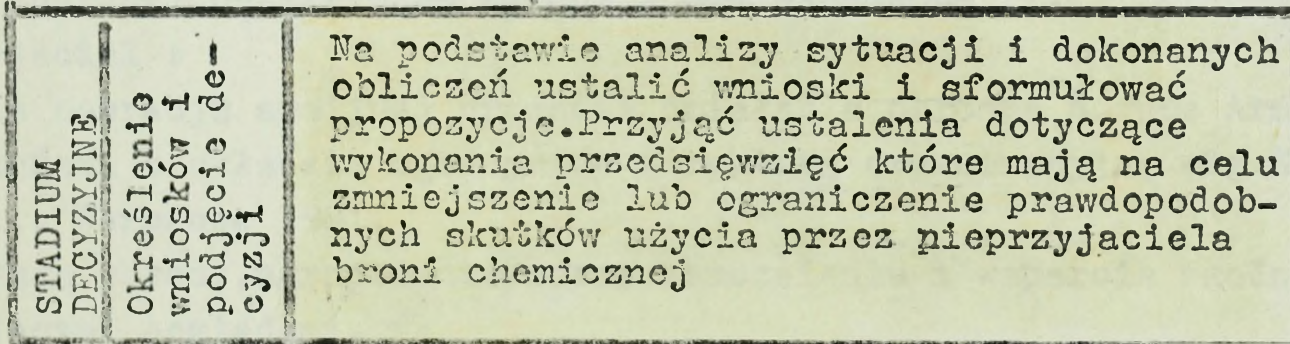 STADIUM
DECYZYJNE
Określenie
wniosków i
podjęcie de-
cyzji
Na podstawie analizy sytuacji i dokonanych
obliczeń ustalić wnioski i sformułować
propozycje.Przyjąć ustalenia dotyczące
wykonania przedsięwzięć które mają na celu
zmniejszenie lub ograniczenie prawdopodob-
nych skutków użycia przez nieprzyjaciela
broni chemicznej